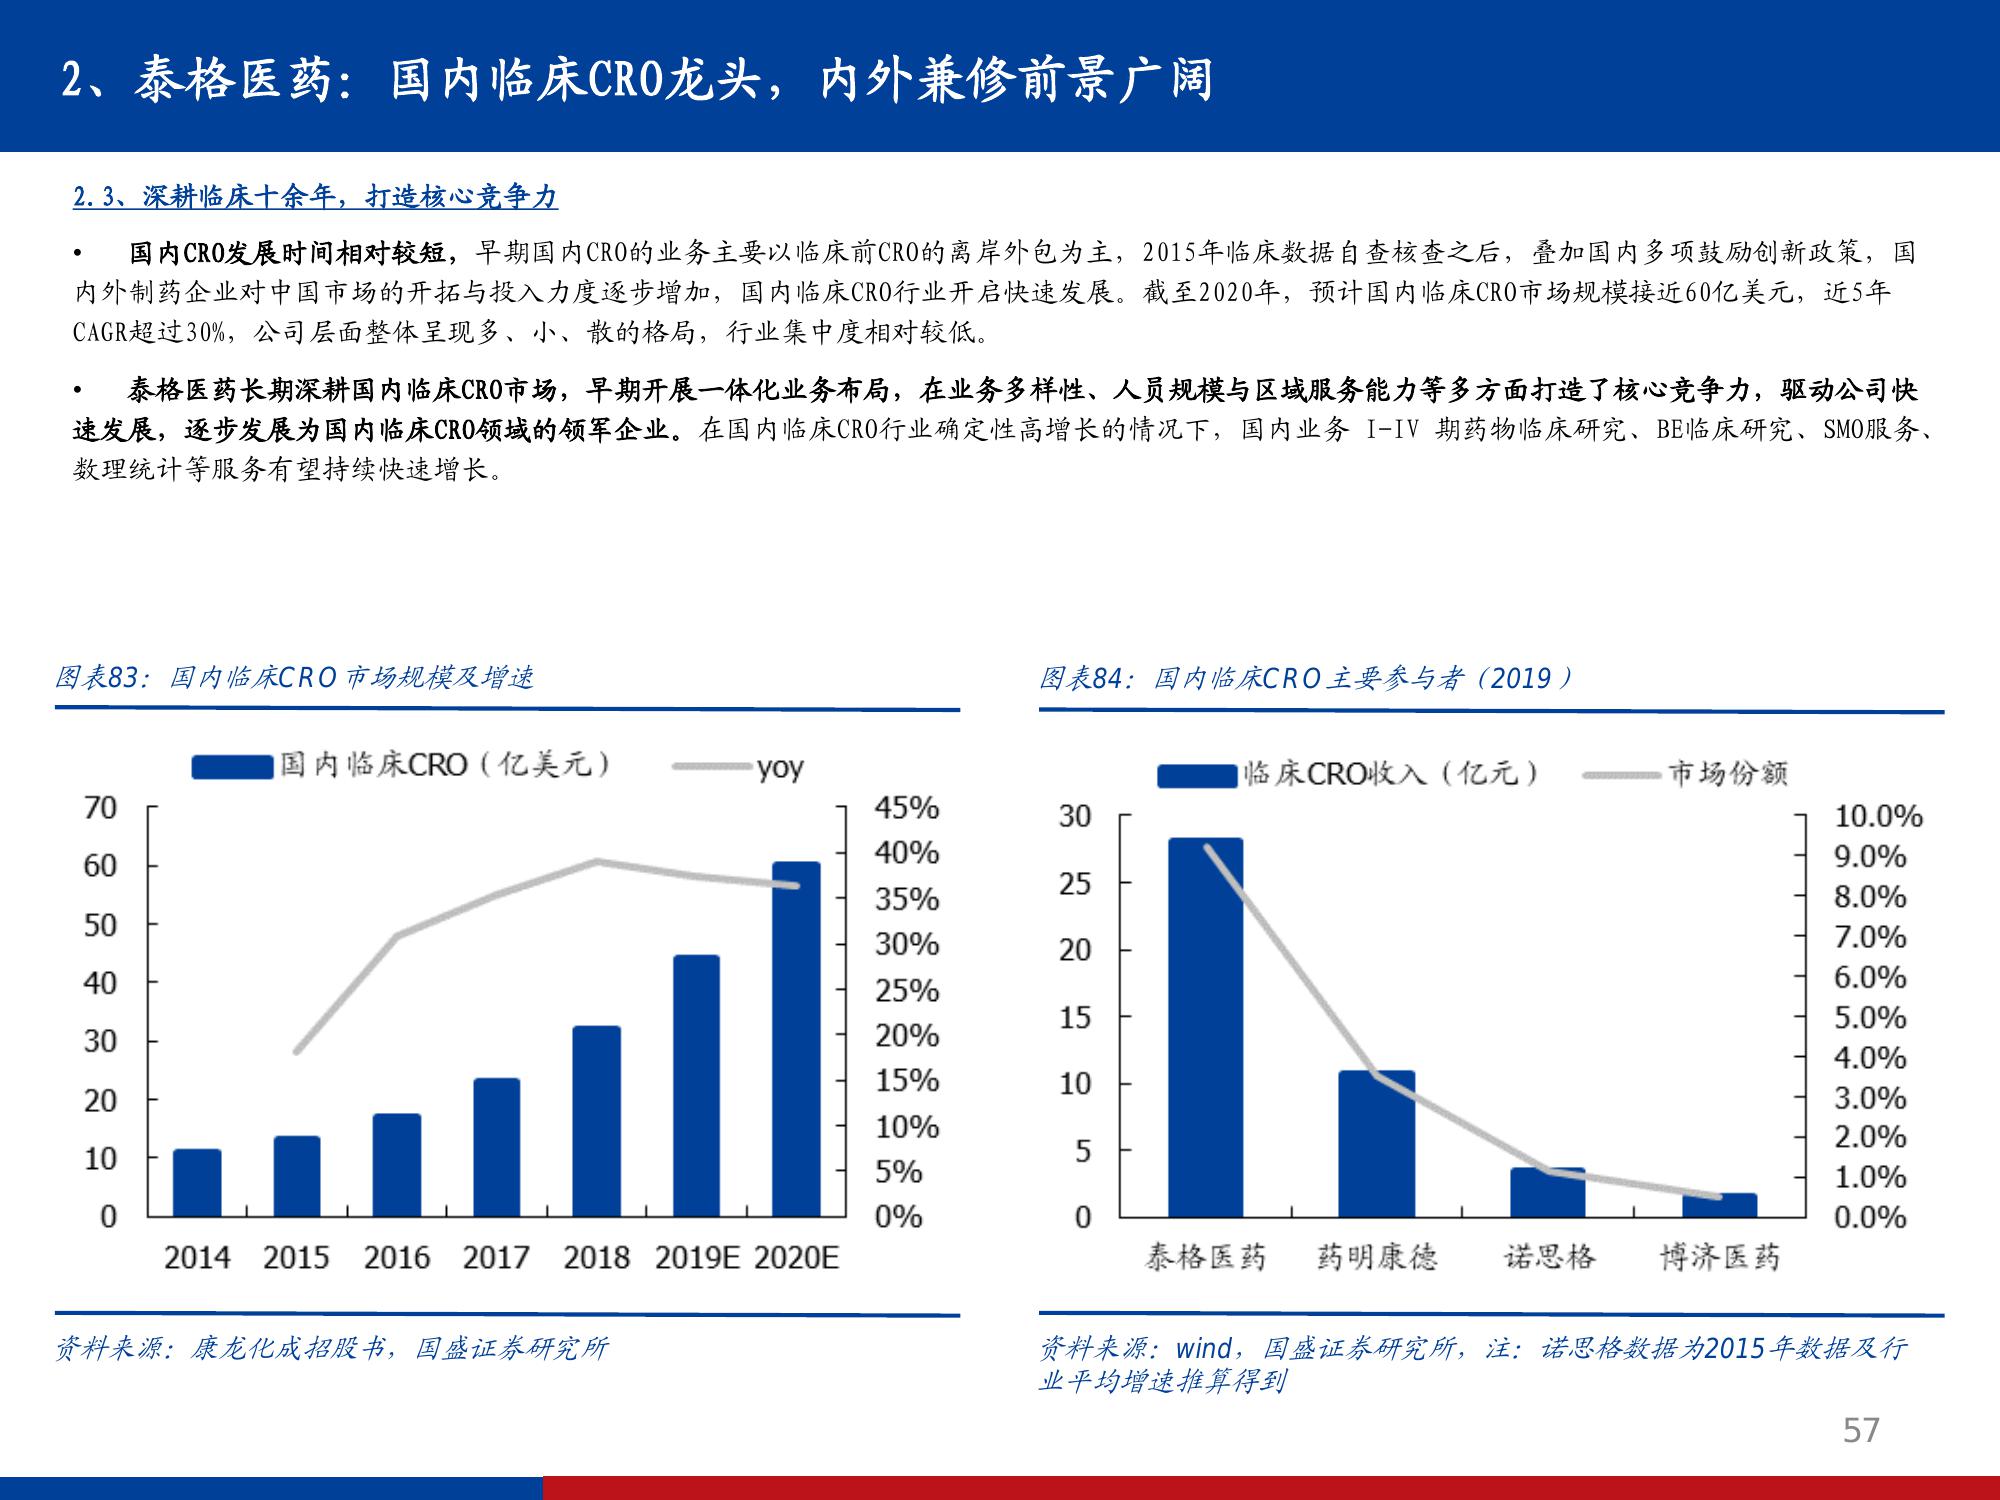 2、泰格医药：国内临床CRO龙头，内外兼修前景广阔
2.3、深耕临床十余年，打造核心竞争力
• 国内CRO发展时间相对较短，早期国内CRO的业务主要以临床前CRO的离岸外包为主，2015年临床数据自查核查之后，叠加国内多项鼓励创新政策，国
内外制药企业对中国市场的开拓与投入力度逐步增加，国内临床CRO行业开启快速发展。截至2020年，预计国内临床CRO市场规模接近60亿美元，近5年
CAGR超过30%，公司层面整体呈现多、小、散的格局，行业集中度相对较低。
• 泰格医药长期深耕国内临床CRO市场，早期开展一体化业务布局，在业务多样性、人员规模与区域服务能力等多方面打造了核心竞争力，驱动公司快
速发展，逐步发展为国内临床CRO领域的领军企业。在国内临床CRO行业确定性高增长的情况下，国内业务 I-IV 期药物临床研究、BE临床研究、SMO服务、
数理统计等服务有望持续快速增长。
图表83：国内临床CRO市场规模及增速
国内临床CRO（亿美元） yoy
70
60
50
40
30
20
10
0
45%
40%
35%
30%
25%
20%
15%
10%
5%
0%
2014 2015 2016 2017 2018 2019E 2020E
资料来源：康龙化成招股书，国盛证券研究所
图表84：国内临床CRO主要参与者（2019）
临床CRO收入（亿元） 市场份额
30
25
20
15
10
5
0
10.0%
9.0%
8.0%
7.0%
6.0%
5.0%
4.0%
3.0%
2.0%
1.0%
0.0%
泰格医药 药明康德 诺思格 博济医药
资料来源：wind，国盛证券研究所，注：诺思格数据为2015年数据及行
业平均增速推算得到
57